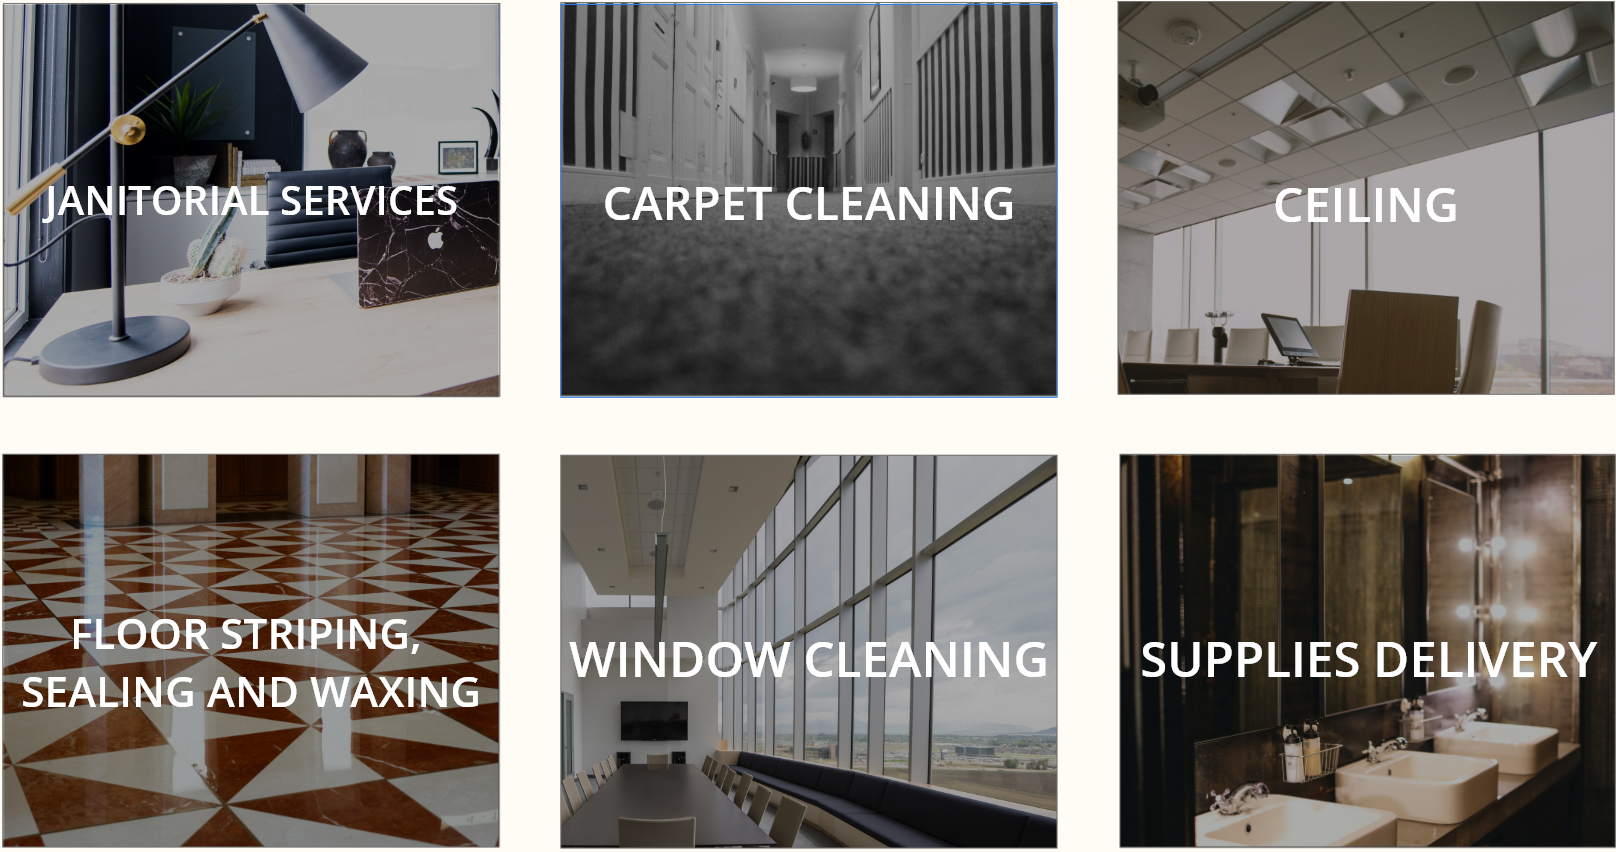 JANITORIAL SERVICES
CARPET CLEANING
CEILING
FLOOR STRIPING,
SEALING AND WAXING
WINDOW CLEANING
SUPPLIES DELIVERY